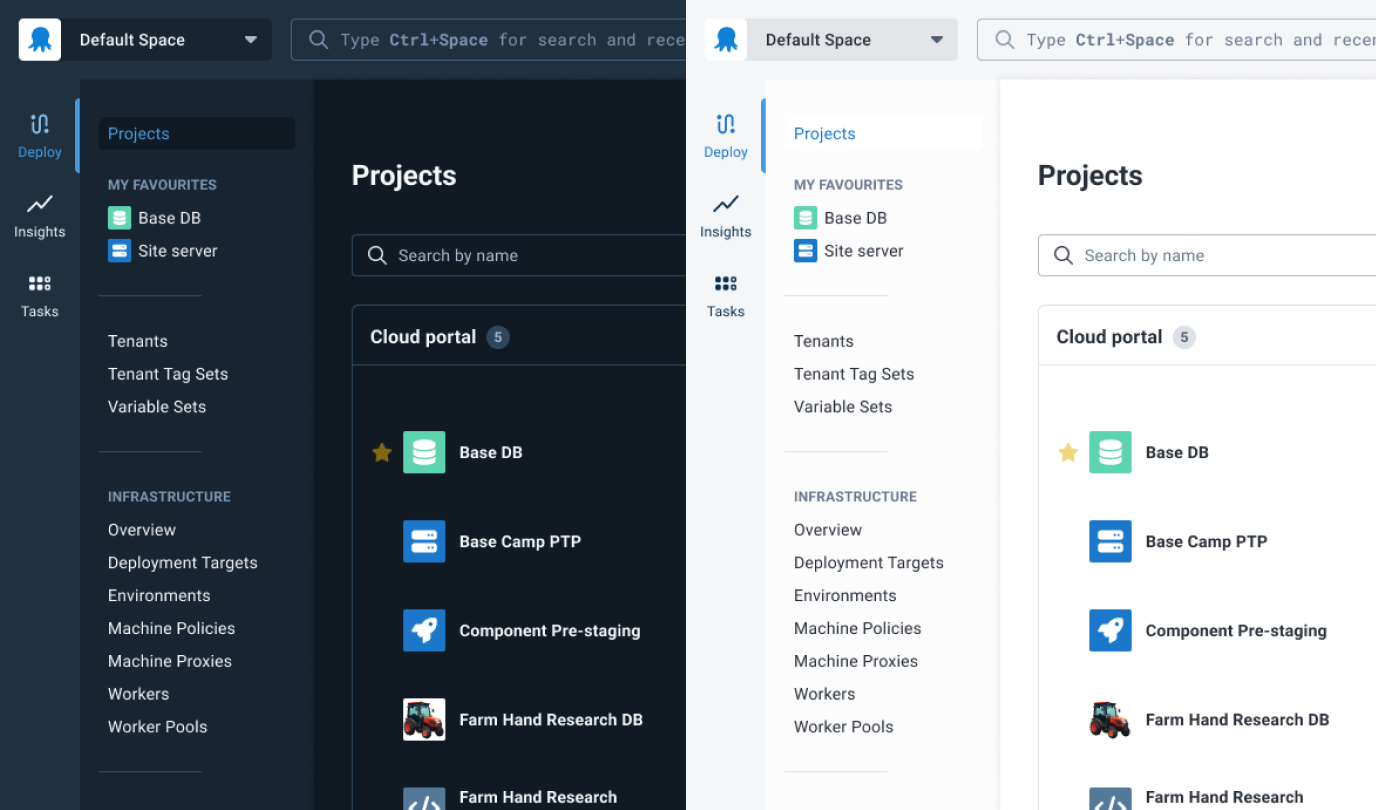 Default Space
Type Ctrl+Space for search and rece
Deploy
Insights
Tasks
Projects
MY FAVOURITES
Base DB
Site server
Tenants
Tenant Tag Sets
Variable Sets
INFRASTRUCTURE
Overview
Deployment Targets
Environments
Machine Policies
Machine Proxies
Workers
Worker Pools
Projects
Search by name
Cloud portal 5
Base DB
Base Camp PTP
Component Pre-staging
Farm Hand Research DB
Farm Hand Research
Default Space
Type Ctrl+Space for search and recen
Deploy
Insights
Tasks
Projects
MY FAVOURITES
Base DB
Site server
Tenants
Tenant Tag Sets
Variable Sets
INFRASTRUCTURE
Overview
Deployment Targets
Environments
Machine Policies
Machine Proxies
Workers
Worker Pools
Projects
Search by name
Cloud portal 5
Base DB
Base Camp PTP
Component Pre-staging
Farm Hand Research DB
Farm Hand Research